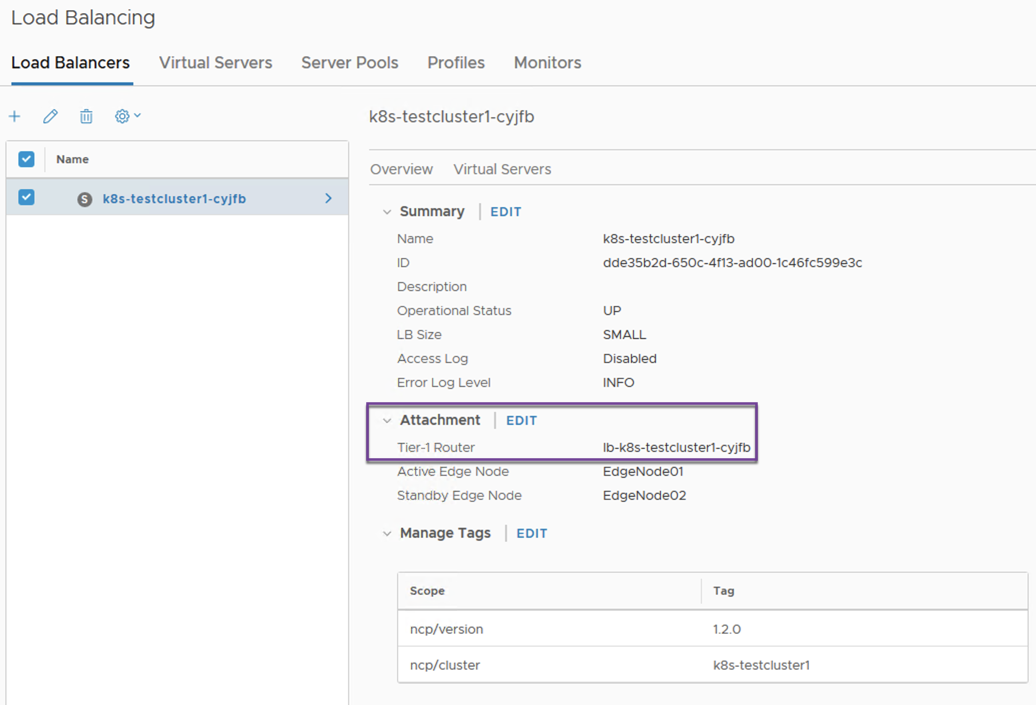 Load Balancing
Load Balancers Virtual Servers Server Pools Profiles Monitors
k8s-testcluster1-cyjfb
Name
S k8s-testcluster1-cyjfb
Overview Virtual Servers
Summary EDIT
Name k8s-testcluster1-cyjfb
ID dde35b2d-650c-4f13-ad00-1c46fc599e3c
Description
Operational Status UP
LB Size SMALL
Access Log Disabled
Error Log Level INFO
Attachment EDIT
Tier-1 Router lb-k8s-testcluster1-cyjfb
Active Edge Node EdgeNode01
Standby Edge Node EdgeNode02
Manage Tags EDIT
Scope Tag
ncp/version 1.2.0
ncp/cluster k8s-testcluster1